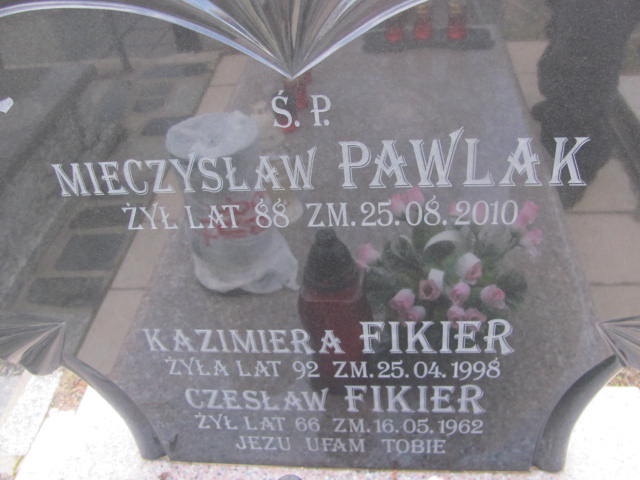 Ś. P.
MIECZYSŁAW PAWLAK
ŻYŁ LAT 88 ZM. 25.08.2010
KAZIMIERA FIKIER
ŻYŁA LAT 92 ZM. 25.04.1998
CZESŁAW FIKIER
ŻYŁ LAT 66 ZM. 16.05.1962
JEZU UFAM TOBIE